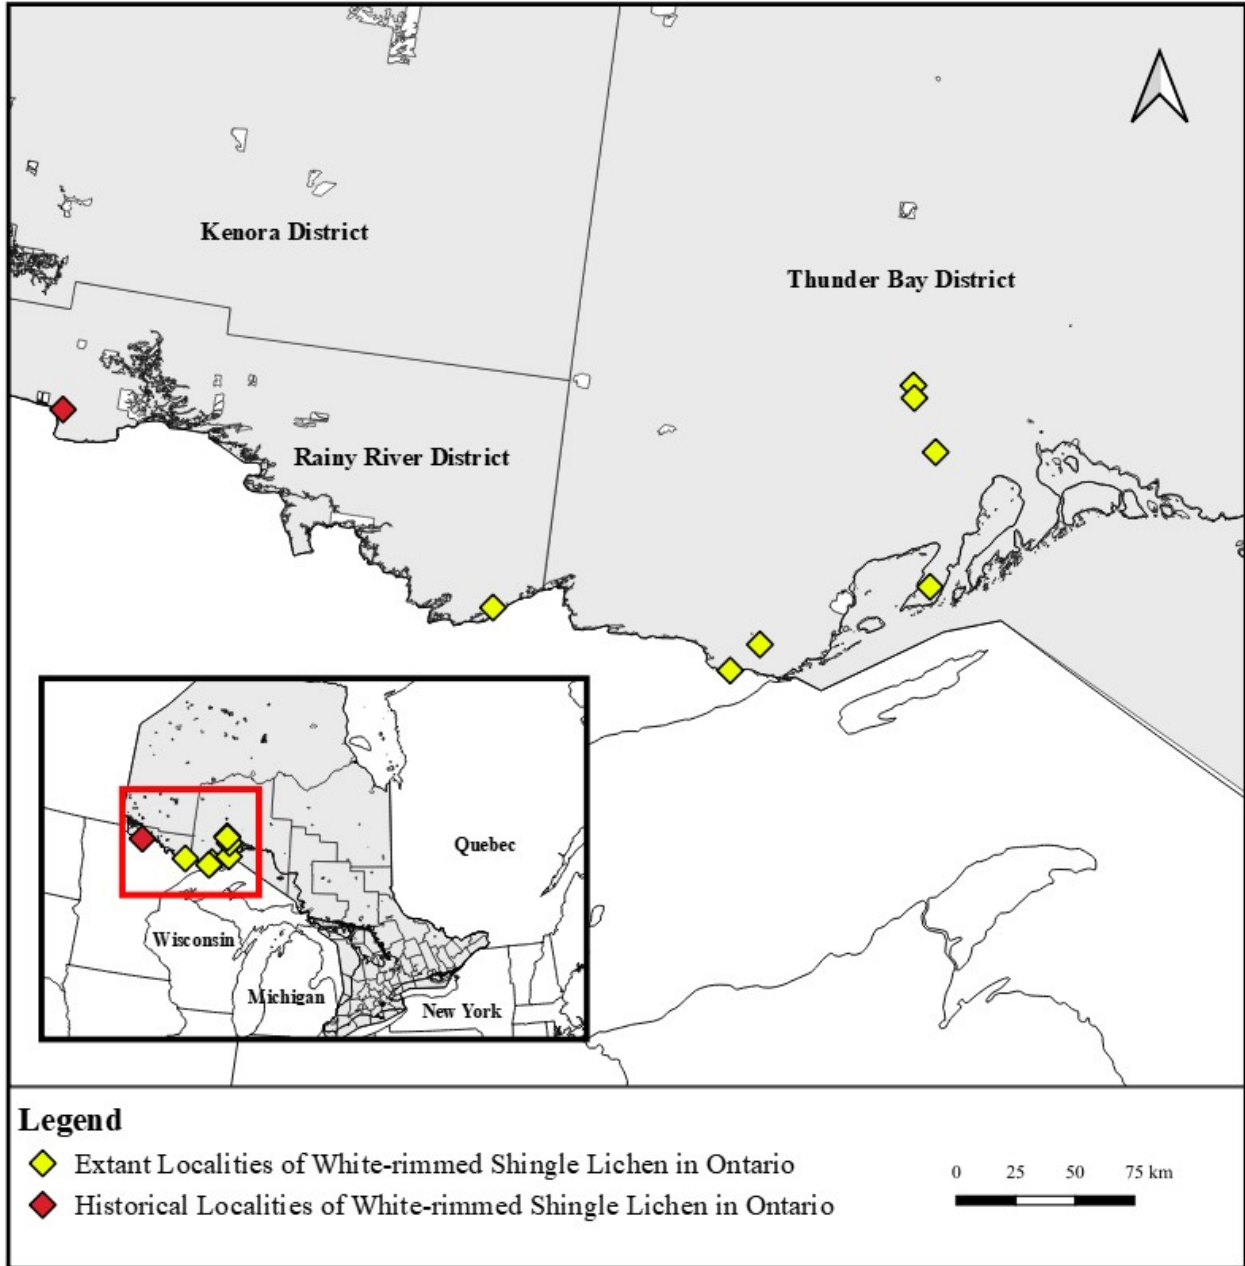 Kenora District
Thunder Bay District
Rainy River District
Quebec
Wisconsin
Michigan
New York
Legend
Extant Localities of White-rimmed Shingle Lichen in Ontario
Historical Localities of White-rimmed Shingle Lichen in Ontario
0 25 50 75 km